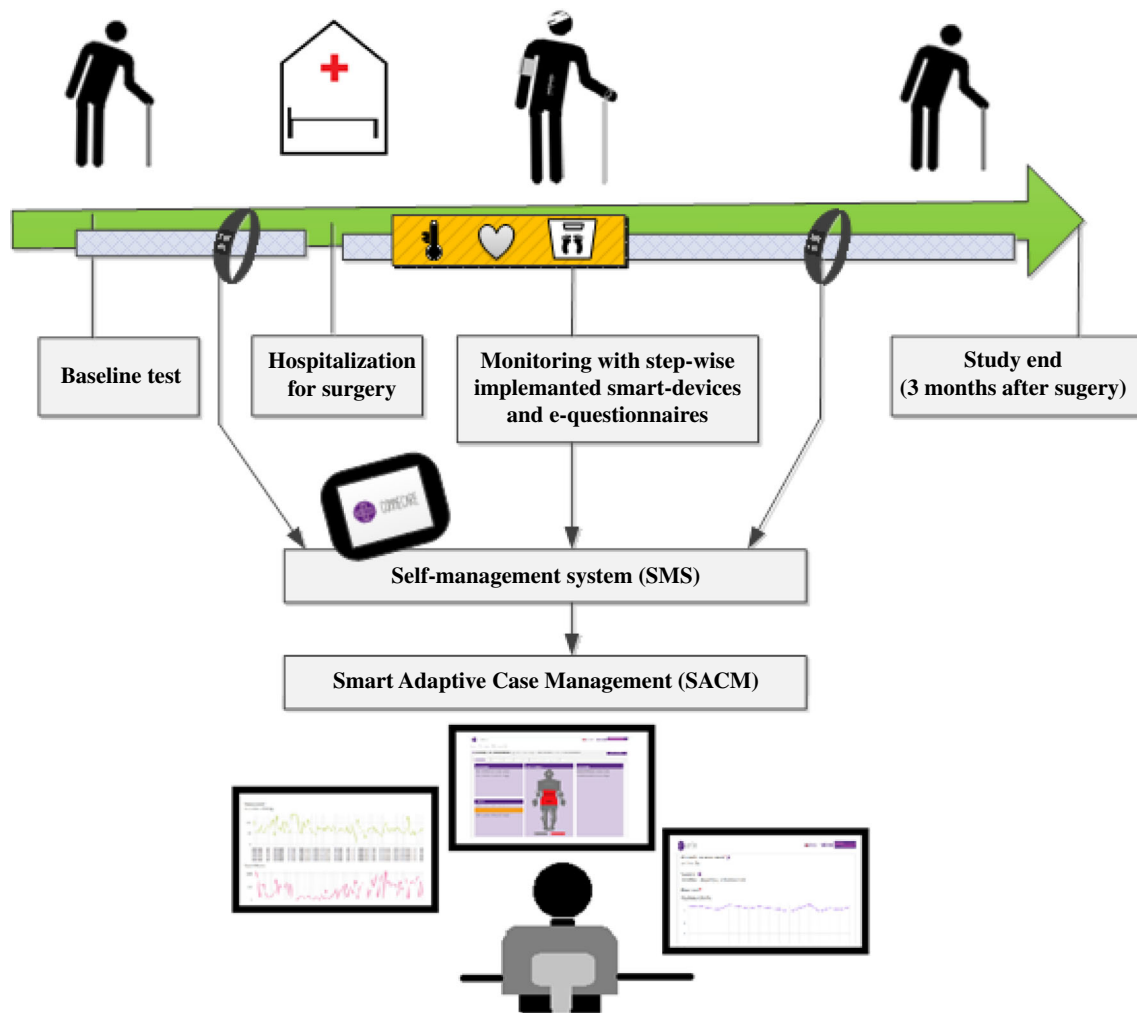 Baseline test
Hospitalization
for surgery
Monitoring with step-wise
implemanted smart-devices
and e-questionnaires
Study end
(3 months after sugery)
CONNECARE
Self-management system (SMS)
Smart Adaptive Case Management (SACM)